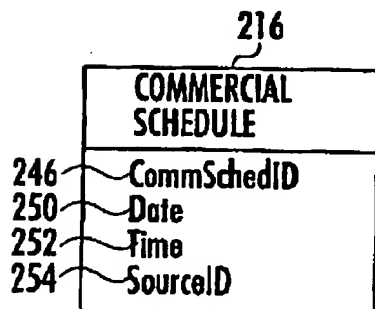 216
COMMERCIAL
SCHEDULE
246 CommSchedID
250 Date
252 Time
254 SourceID